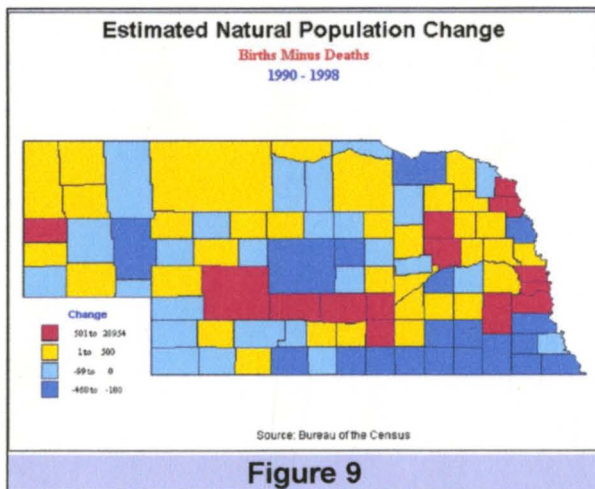 Estimated Natural Population Change
Births Minus Deaths
1990 - 1998
Change
501 to 20954
1 to 500
-99 to 0
-460 to -100
Source: Bureau of the Census
Figure 9